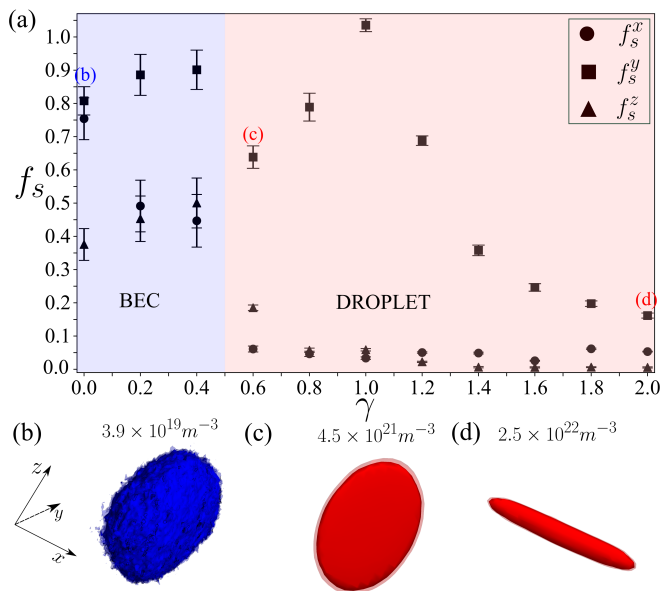 (a)
1.0
0.9
0.8
0.7
0.6
0.5
0.4
0.3
0.2
0.1
0.0
f_s
(b)
(c)
(d)
BEC
DROPLET
f_s^x
f_s^y
f_s^z
0.0 0.2 0.4 0.6 0.8 1.0 1.2 1.4 1.6 1.8 2.0
γ
(b) 3.9 × 10^{19}m^{−3}
(c) 4.5 × 10^{21}m^{−3}
(d) 2.5 × 10^{22}m^{−3}
z
y
x